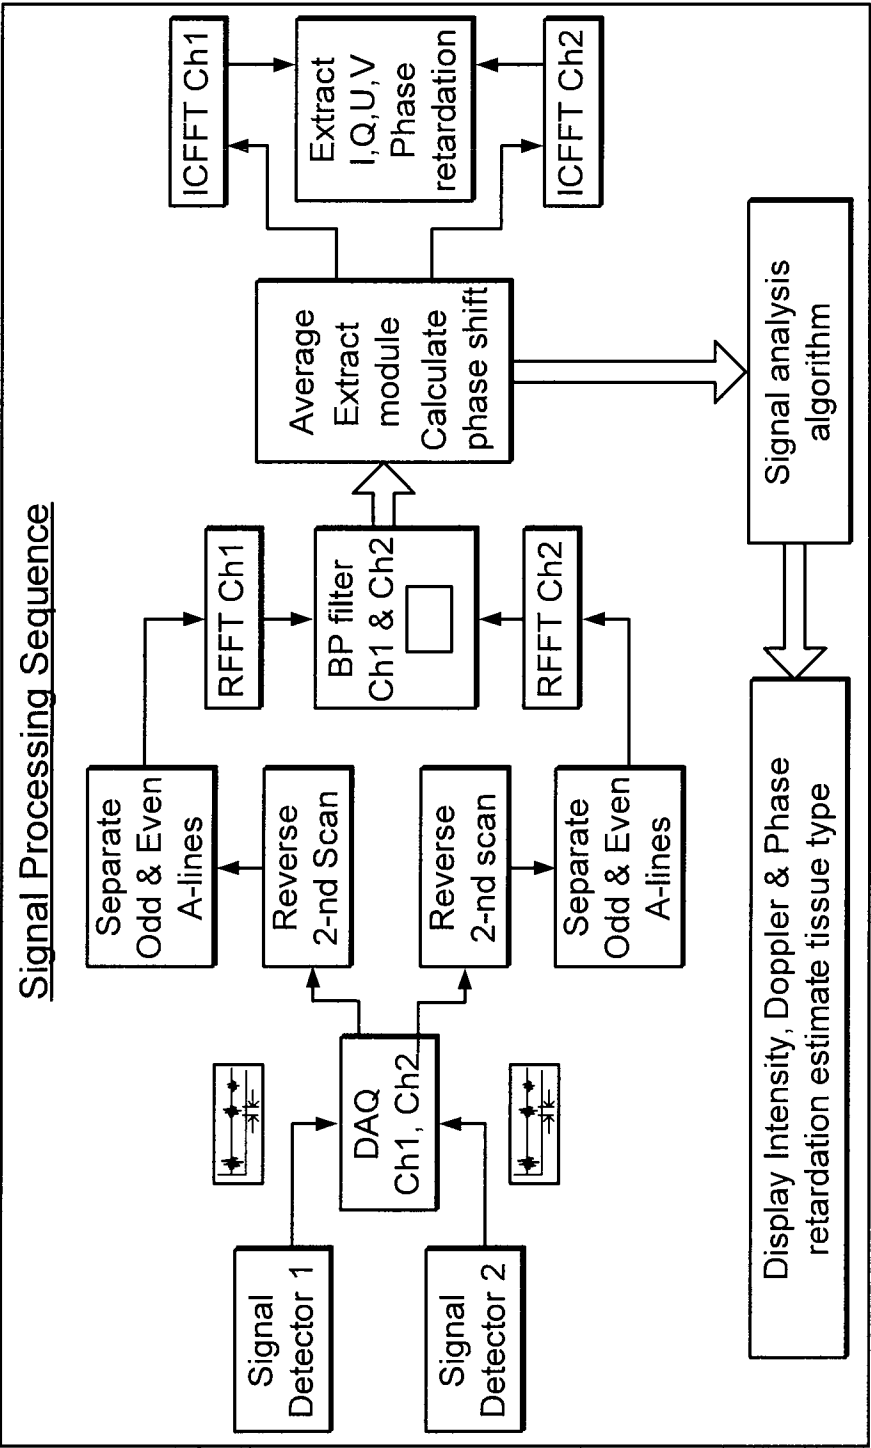 Signal Processing Sequence
Signal
Detector 1
Signal
Detector 2
DAQ
Ch1, Ch2
Reverse
2-nd Scan
Reverse
2-nd scan
Separate
Odd & Even
A-lines
Separate
Odd & Even
A-lines
RFFT Ch1
BP filter
Ch1 & Ch2
RFFT Ch2
Average
Extract
module
Calculate
phase shift
ICFFT Ch1
Extract
I,Q,U,V
Phase
retardation
ICFFT Ch2
Signal analysis
algorithm
Display Intensity, Doppler & Phase
retardation estimate tissue type